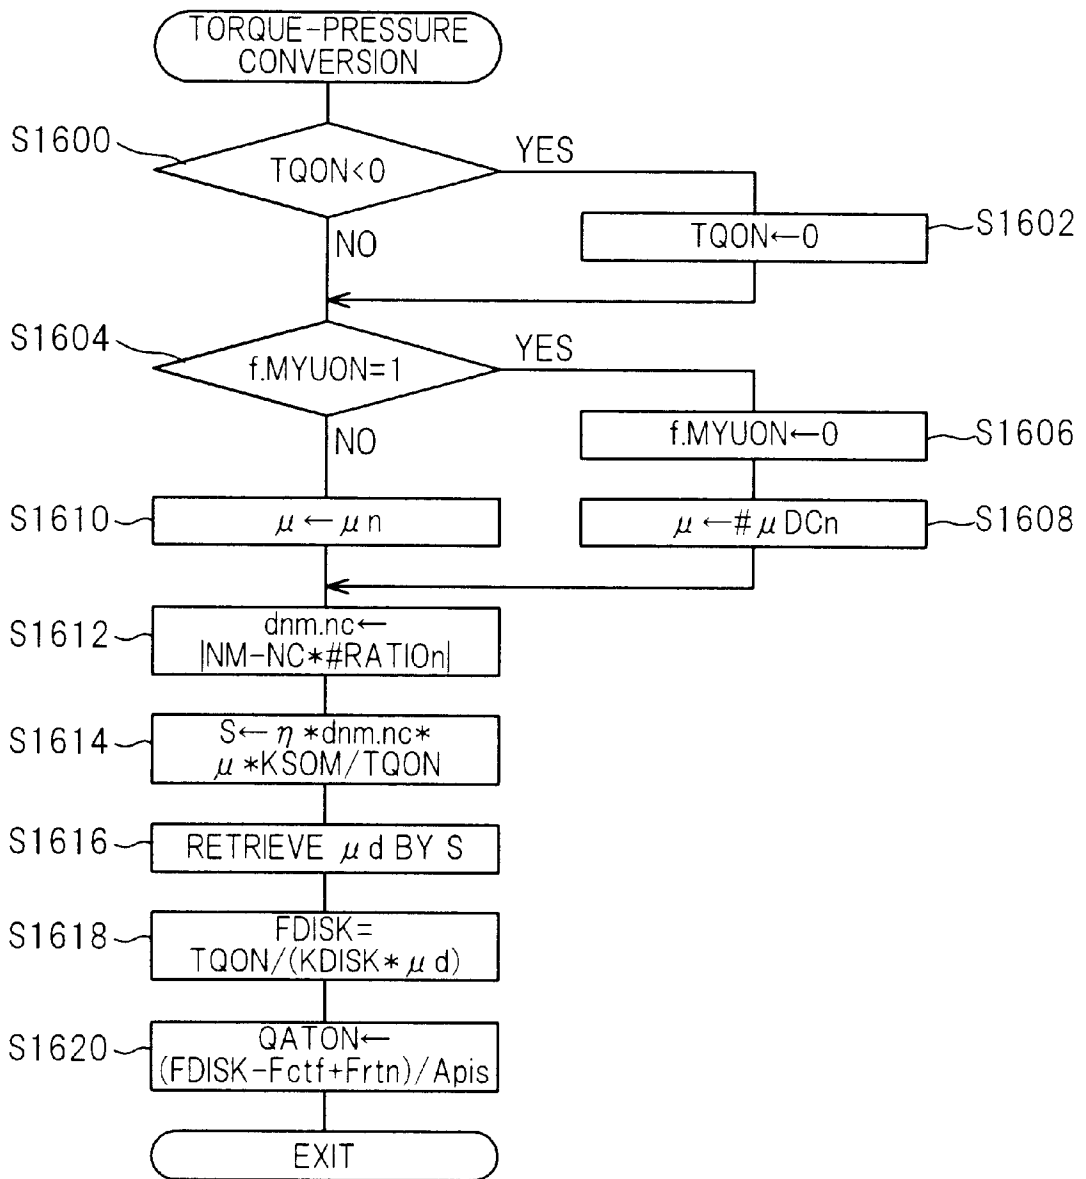 TORQUE-PRESSURE
CONVERSION
S1600
TQON<0
YES
NO
TQON←0
S1602
S1604
f.MYUON=1
YES
NO
f.MYUON←0
S1606
S1610
μ ← μn
μ ←# μDCn
S1608
S1612
dnm.nc←
|NM-NC*#RATIOn|
S1614
S← η *dnm.nc*
μ *KSOM/TQON
S1616
RETRIEVE μd BY S
S1618
FDISK=
TQON/(KDISK* μd)
S1620
QATON←
(FDISK-Fctf+Frtn)/Apis
EXIT